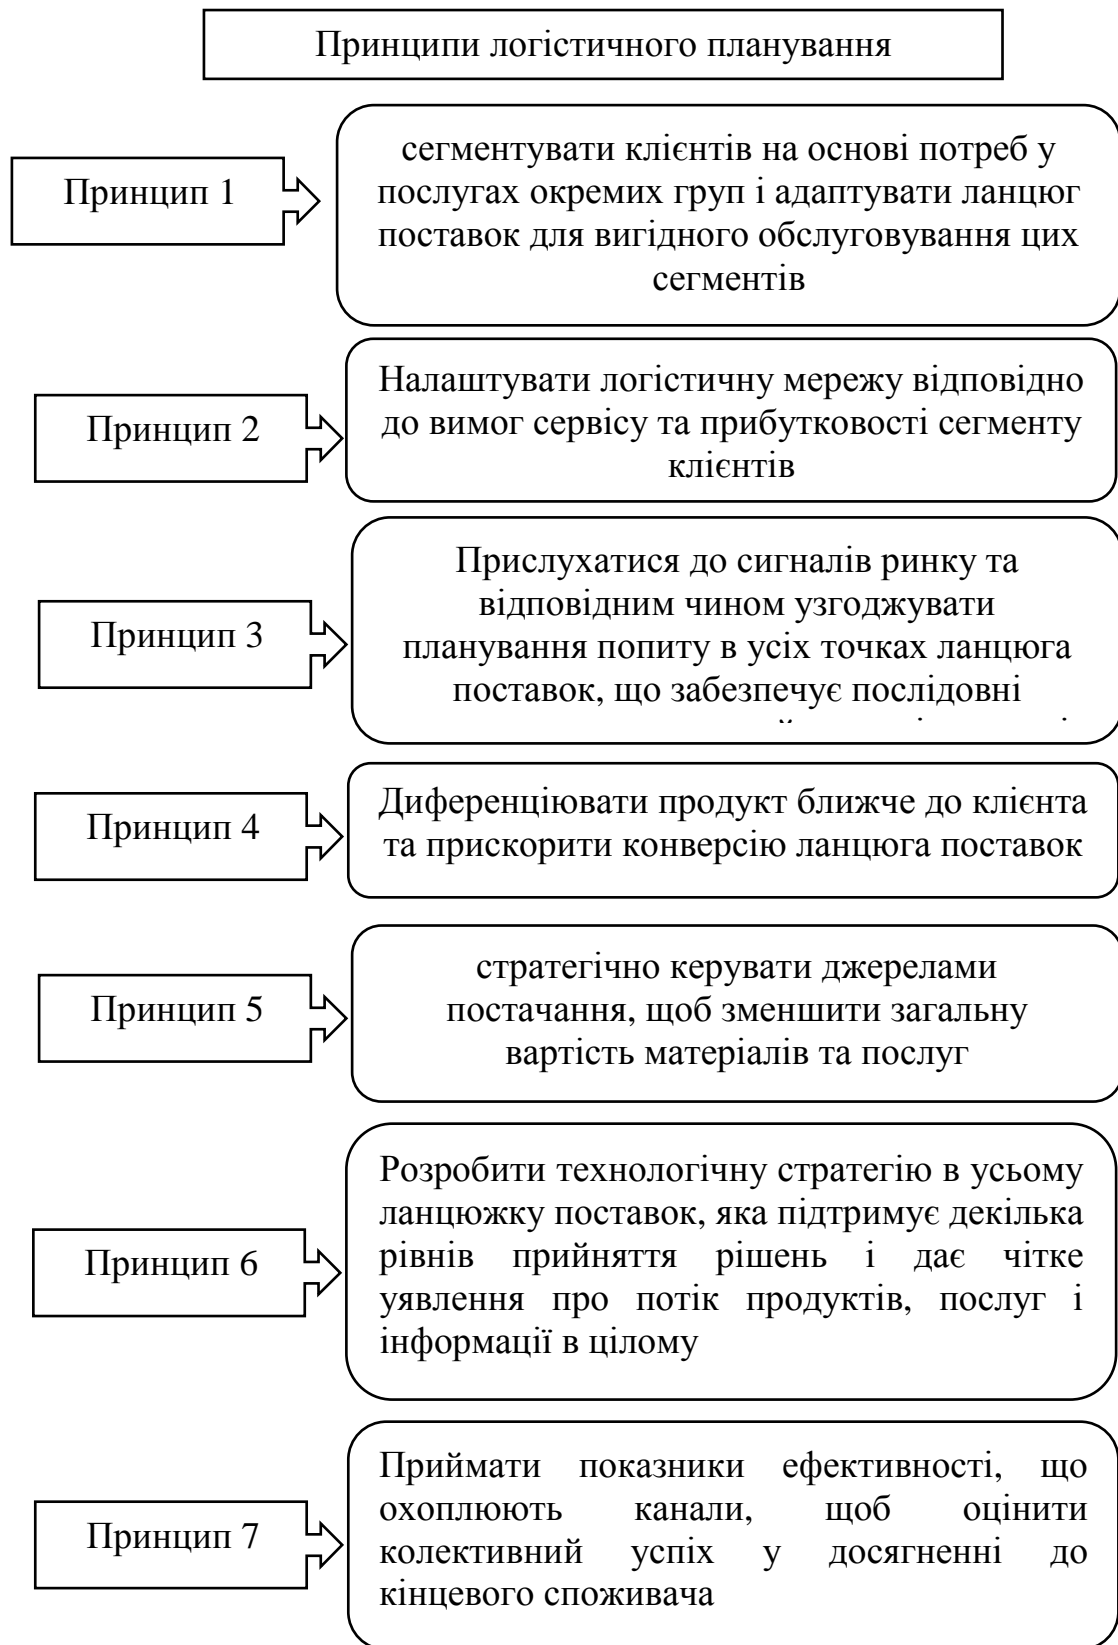 Принципи логістичного планування
Принцип 1
сегментувати клієнтів на основі потреб у
послугах окремих груп і адаптувати ланцюг
поставок для вигідного обслуговування цих
сегментів
Принцип 2
Налаштувати логістичну мережу відповідно
до вимог сервісу та прибутковості сегменту
клієнтів
Принцип 3
Прислухатися до сигналів ринку та
відповідним чином узгоджувати
планування попиту в усіх точках ланцюга
поставок, що забезпечує послідовні
Принцип 4
Диференціювати продукт ближче до клієнта
та прискорити конверсію ланцюга поставок
Принцип 5
стратегічно керувати джерелами
постачання, щоб зменшити загальну
вартість матеріалів та послуг
Принцип 6
Розробити технологічну стратегію в усьому
ланцюжку поставок, яка підтримує декілька
рівнів прийняття рішень і дає чітке
уявлення про потік продуктів, послуг і
інформації в цілому
Принцип 7
Приймати показники ефективності, що
охоплюють канали, щоб оцінити
колективний успіх у досягненні до
кінцевого споживача